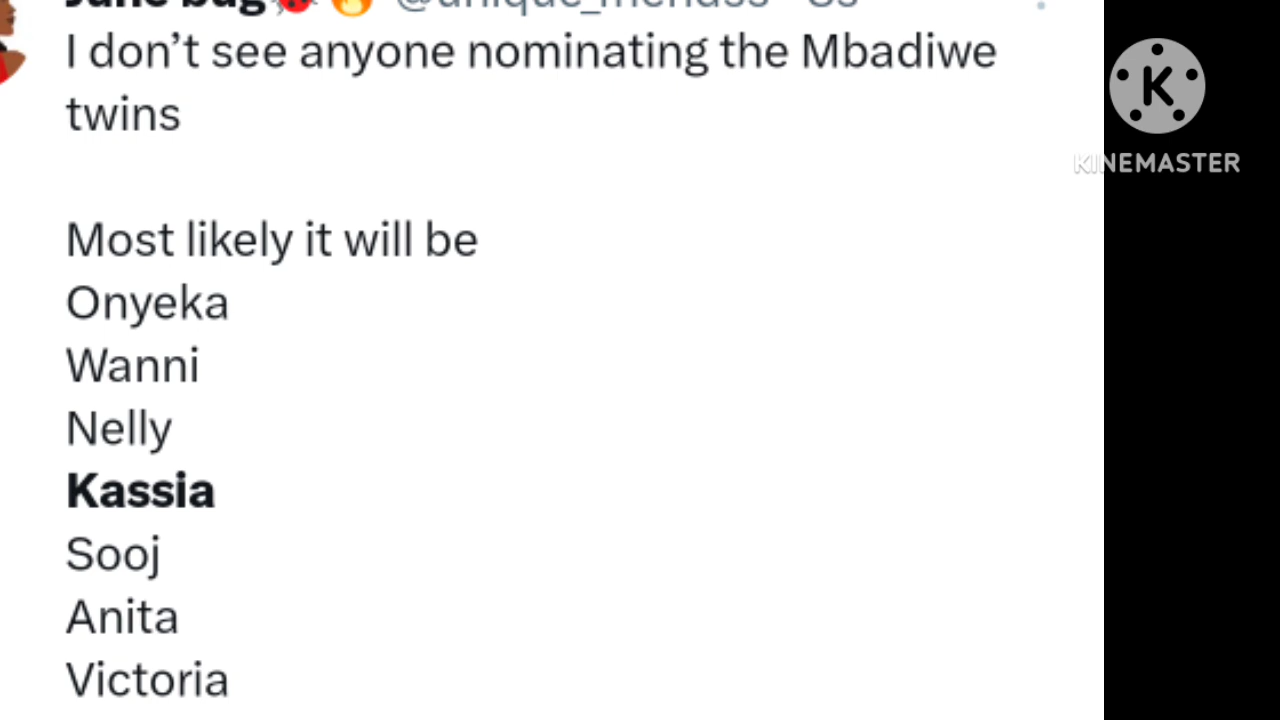 I don’t see anyone nominating the Mbadiwe
twins
Most likely it will be
Onyeka
Wanni
Nelly
Kassia
Sooj
Anita
Victoria
K
KINEMASTER